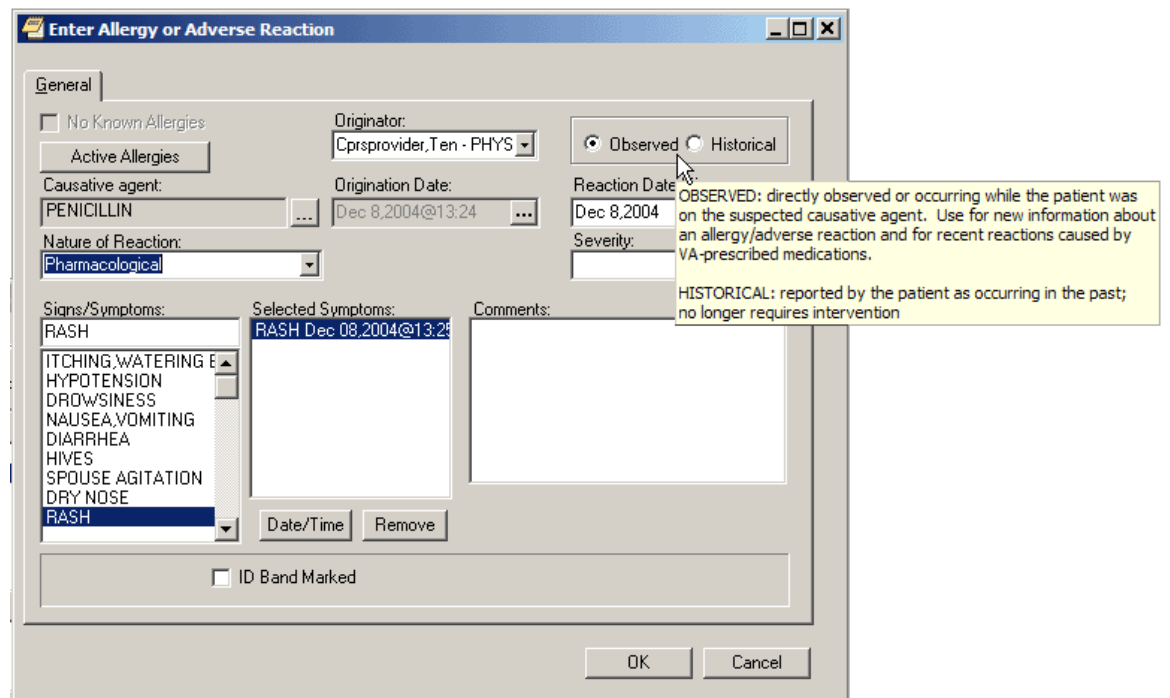 Enter Allergy or Adverse Reaction
General
No Known Allergies
Originator:
Cprsprovider,Ten - PHYS
Observed
Historical
Active Allergies
Causative agent:
Origination Date:
Reaction Date
PENICILLIN
...
Dec 8,2004@13:24
...
Dec 8,2004
Nature of Reaction:
Severity:
Pharmacological
OBSERVED: directly observed or occurring while the patient was
on the suspected causative agent. Use for new information about
an allergy/adverse reaction and for recent reactions caused by
VA-prescribed medications.
HISTORICAL: reported by the patient as occurring in the past;
no longer requires intervention
Signs/Symptoms:
Selected Symptoms:
Comments:
RASH
RASH Dec 08,2004@13:25
ITCHING,WATERING E
HYPOTENSION
DROWSINESS
NAUSEA,VOMITING
DIARRHEA
HIVES
SPOUSE AGITATION
DRY NOSE
RASH
Date/Time
Remove
ID Band Marked
OK
Cancel